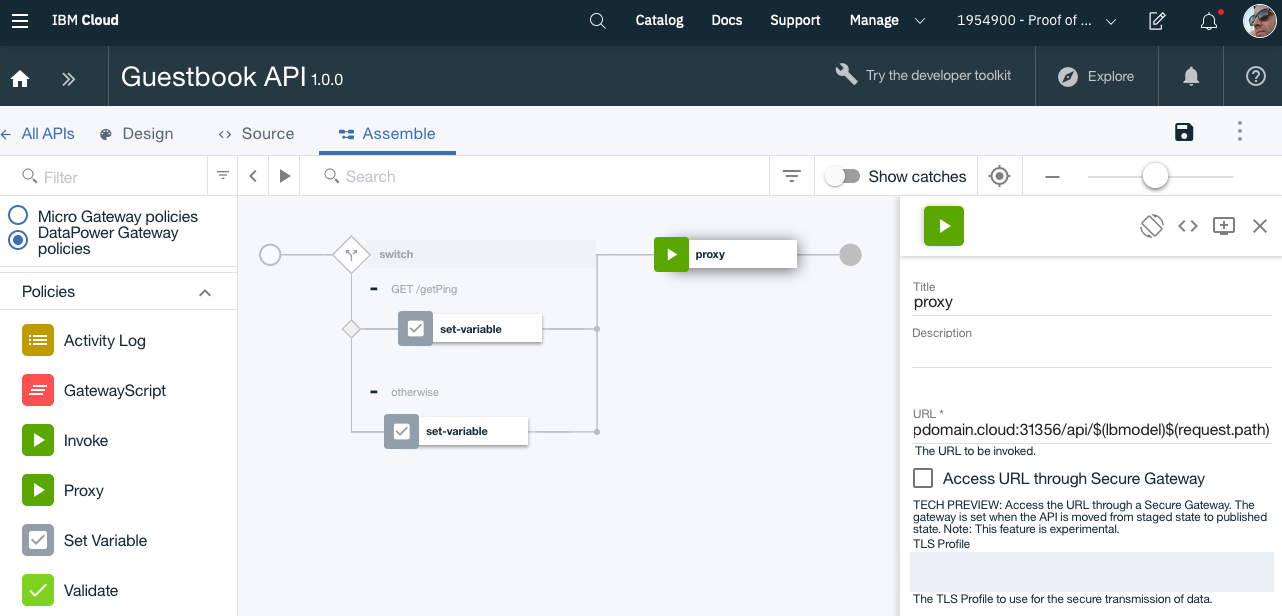 IBM Cloud
Catalog
Docs
Support
Manage
1954900 - Proof of ...
Guestbook API 1.0.0
Try the developer toolkit
Explore
All APIs
Design
Source
Assemble
Filter
Search
Show catches
Micro Gateway policies
DataPower Gateway
policies
Policies
Activity Log
GatewayScript
Invoke
Proxy
Set Variable
Validate
switch
GET /getPing
set-variable
otherwise
set-variable
proxy
Title
proxy
Description
URL *
pdomain.cloud:31356/api/$(lbmodel)$(request.path)
The URL to be invoked.
Access URL through Secure Gateway
TECH PREVIEW: Access the URL through a Secure Gateway. The
gateway is set when the API is moved from staged state to published
state. Note: This feature is experimental.
TLS Profile
The TLS Profile to use for the secure transmission of data.